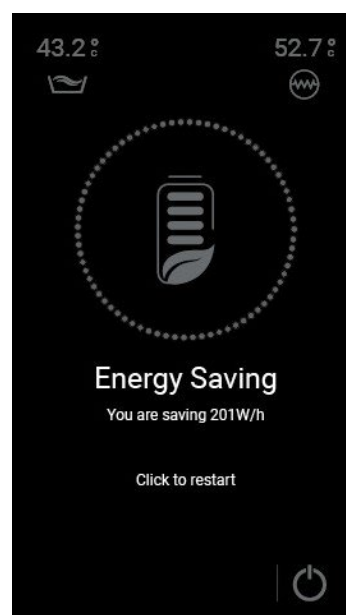 43.2 °C 52.7 °C
Energy Saving
You are saving 201W/h
Click to restart